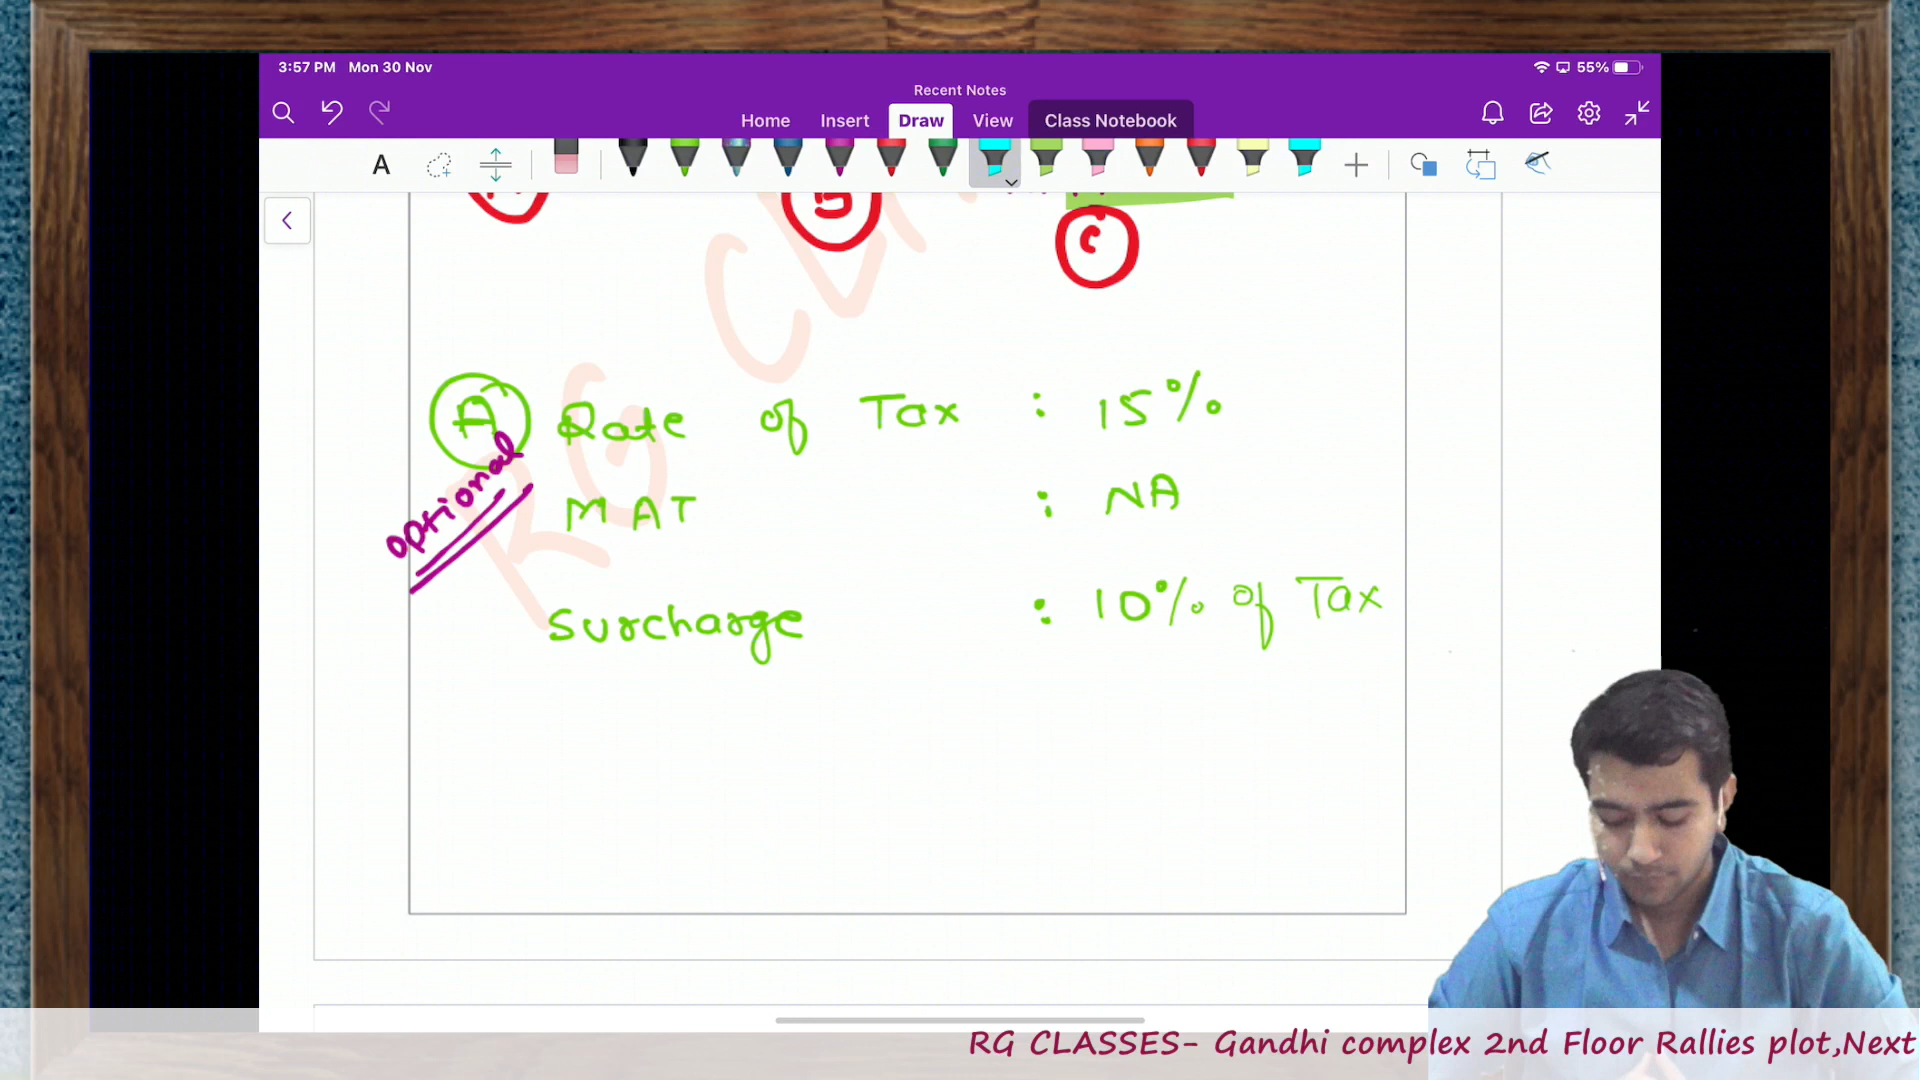 3:57 PM Mon 30 Nov
55%
Recent Notes
Home Insert Draw View Class Notebook
A
B
C
A Rate of Tax : 15%
optional
MAT : NA
Surcharge : 10% of Tax
RG
RG CLASSES- Gandhi complex 2nd Floor Rallies plot,Next